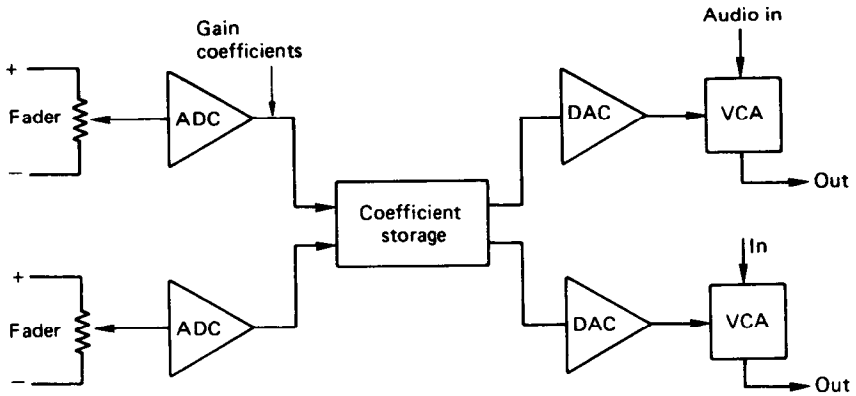 Gain
coefficients
Audio in
+
Fader
−
ADC
DAC
VCA
Out
Coefficient
storage
In
+
Fader
−
ADC
DAC
VCA
Out